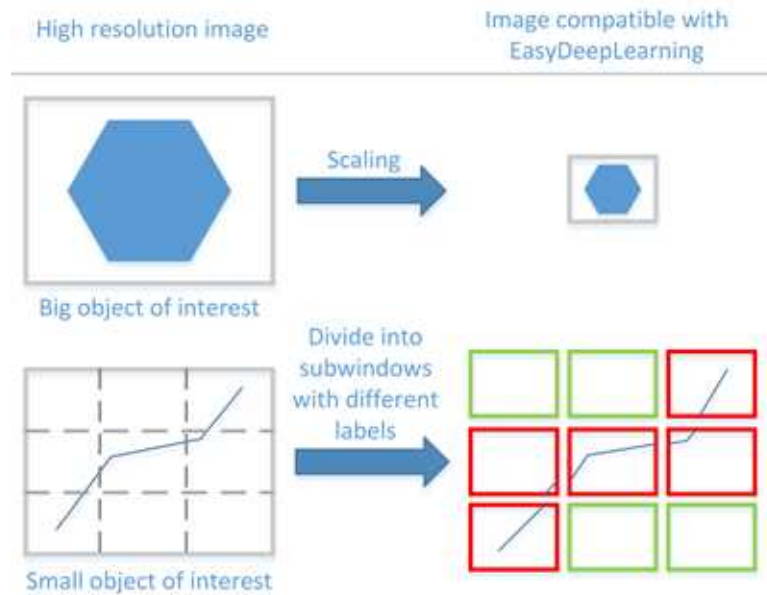 High resolution image
Image compatible with
EasyDeepLearning
Scaling
Big object of interest
Divide into
subwindows
with different
labels
Small object of interest